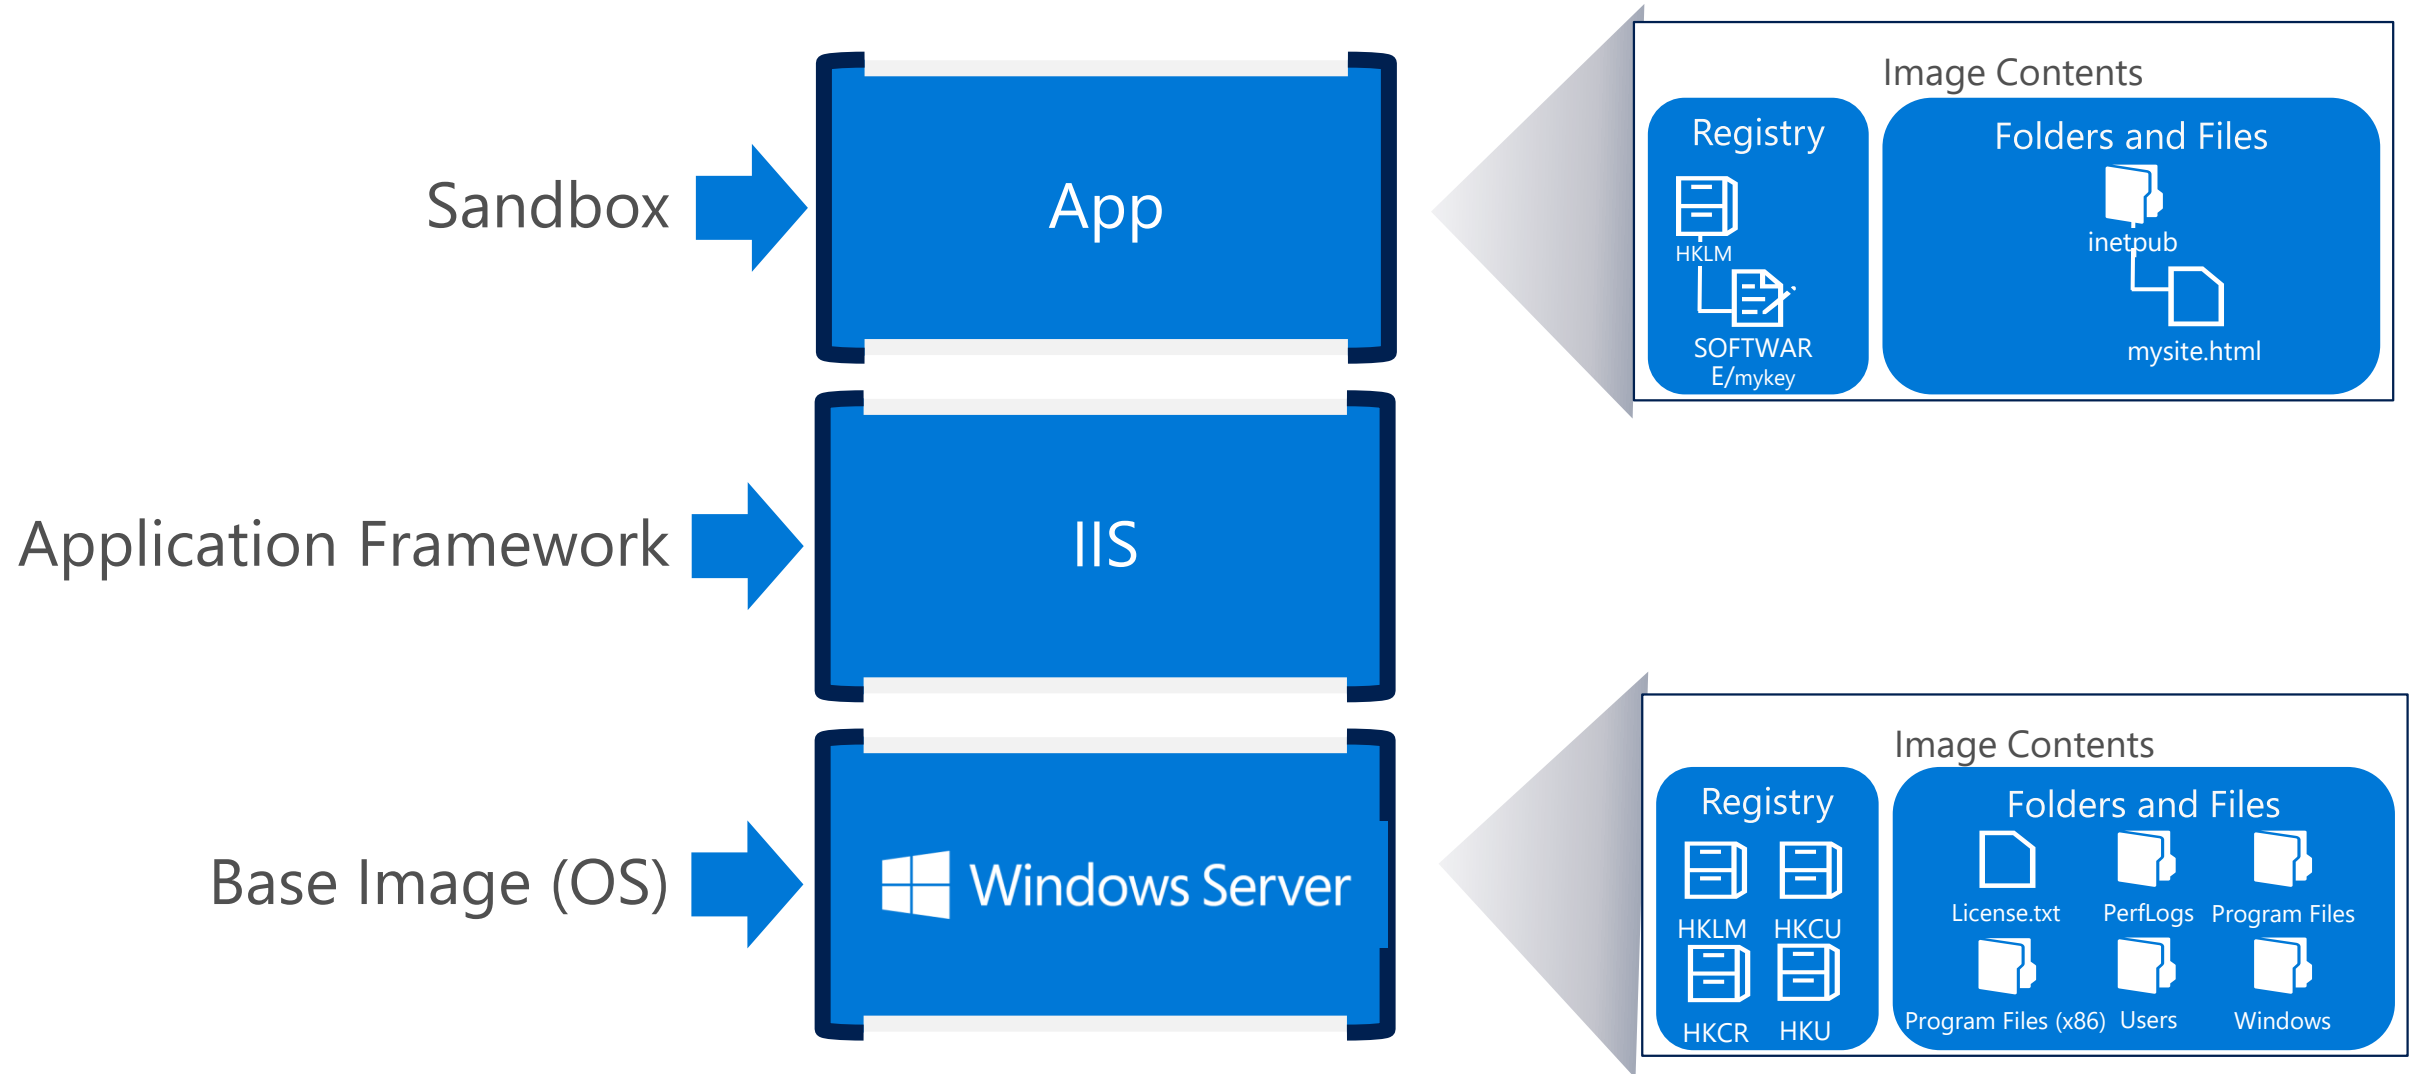 Sandbox
App
Image Contents
Registry
HKLM
SOFTWAR
E/mykey
Folders and Files
inetpub
mysite.html
Application Framework
IIS
Base Image (OS)
Windows Server
Image Contents
Registry
HKLM HKCU
HKCR HKU
Folders and Files
License.txt PerfLogs Program Files
Program Files (x86) Users Windows